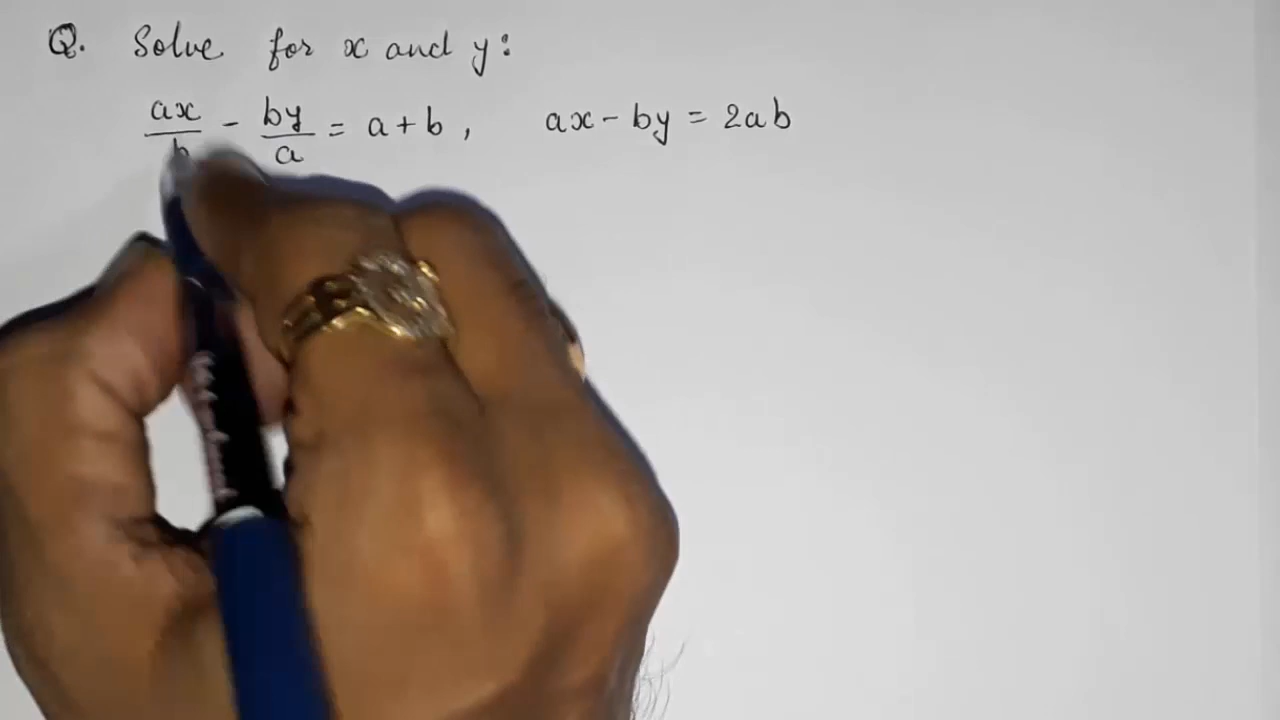 Q. Solve for x and y:
ax/b - by/a = a + b, ax - by = 2ab